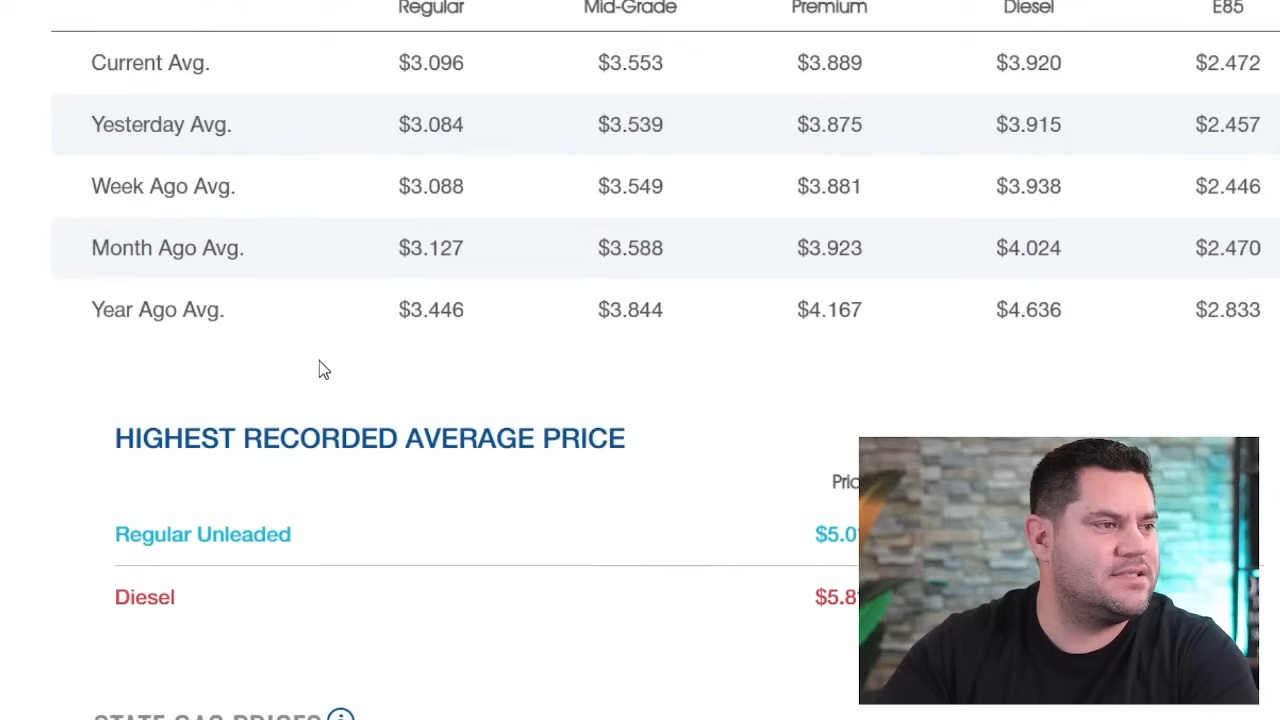 Regular Mid-Grade Premium Diesel E85
Current Avg. $3.096 $3.553 $3.889 $3.920 $2.472
Yesterday Avg. $3.084 $3.539 $3.875 $3.915 $2.457
Week Ago Avg. $3.088 $3.549 $3.881 $3.938 $2.446
Month Ago Avg. $3.127 $3.588 $3.923 $4.024 $2.470
Year Ago Avg. $3.446 $3.844 $4.167 $4.636 $2.833
HIGHEST RECORDED AVERAGE PRICE
Regular Unleaded
Diesel
STATE GAS PRICES